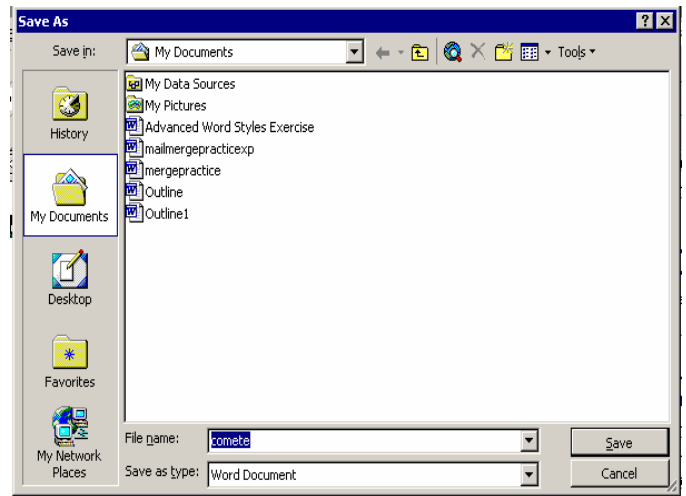 Save As
Save in: My Documents Tools
My Data Sources
My Pictures
Advanced Word Styles Exercise
mailmergepracticexp
mergepractice
Outline
Outline1
History
My Documents
Desktop
Favorites
My Network
Places
File name: comete Save
Save as type: Word Document Cancel